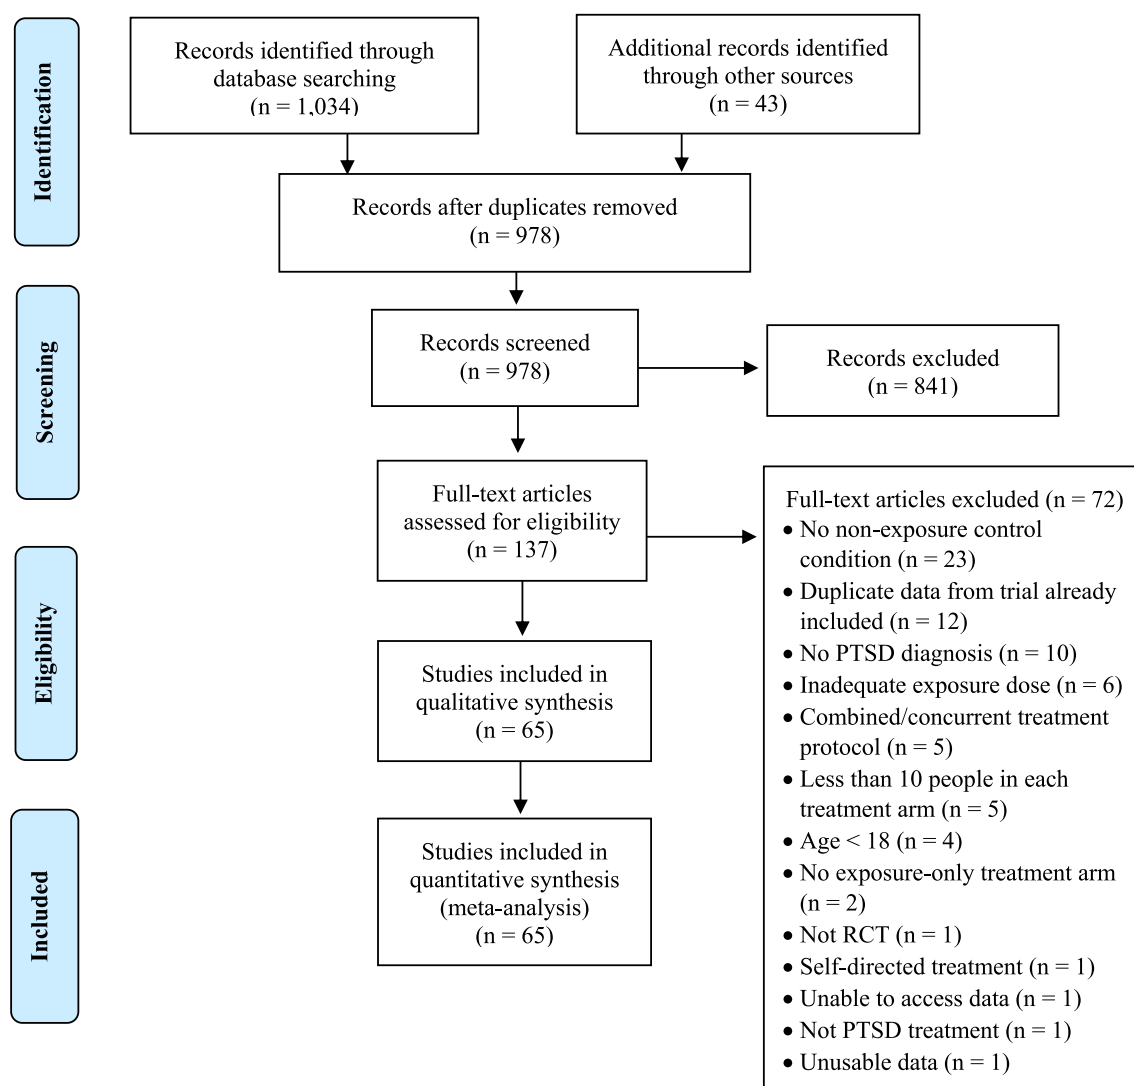 Identification
Records identified through
database searching
(n = 1,034)
Additional records identified
through other sources
(n = 43)
Records after duplicates removed
(n = 978)
Screening
Records screened
(n = 978)
Records excluded
(n = 841)
Eligibility
Full-text articles
assessed for eligibility
(n = 137)
Full-text articles excluded (n = 72)
• No non-exposure control
condition (n = 23)
• Duplicate data from trial already
included (n = 12)
• No PTSD diagnosis (n = 10)
• Inadequate exposure dose (n = 6)
• Combined/concurrent treatment
protocol (n = 5)
• Less than 10 people in each
treatment arm (n = 5)
• Age < 18 (n = 4)
• No exposure-only treatment arm
(n = 2)
• Not RCT (n = 1)
• Self-directed treatment (n = 1)
• Unable to access data (n = 1)
• Not PTSD treatment (n = 1)
• Unusable data (n = 1)
Studies included in
qualitative synthesis
(n = 65)
Included
Studies included in
quantitative synthesis
(meta-analysis)
(n = 65)